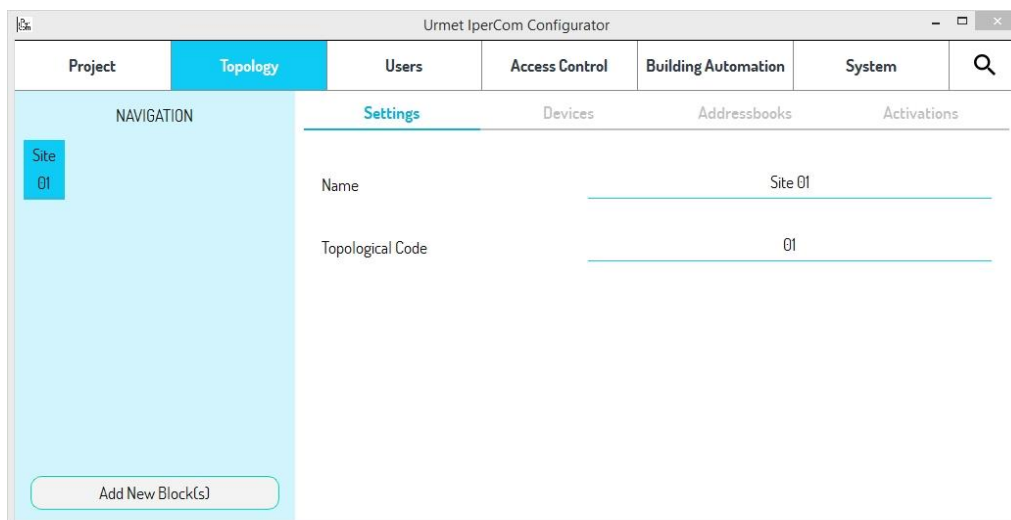 Urmet IperCom Configurator
Project Topology Users Access Control Building Automation System
NAVIGATION
Settings Devices Addressbooks Activations
Site
01
Name Site 01
Topological Code 01
Add New Block(s)